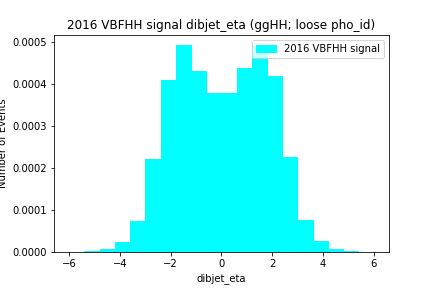 2016 VBFHH signal dibjet_eta (ggHH; loose pho_id)
2016 VBFHH signal
0.0005
0.0004
0.0003
0.0002
0.0001
0.0000
Number of Events
−6 −4 −2 0 2 4 6
dibjet_eta